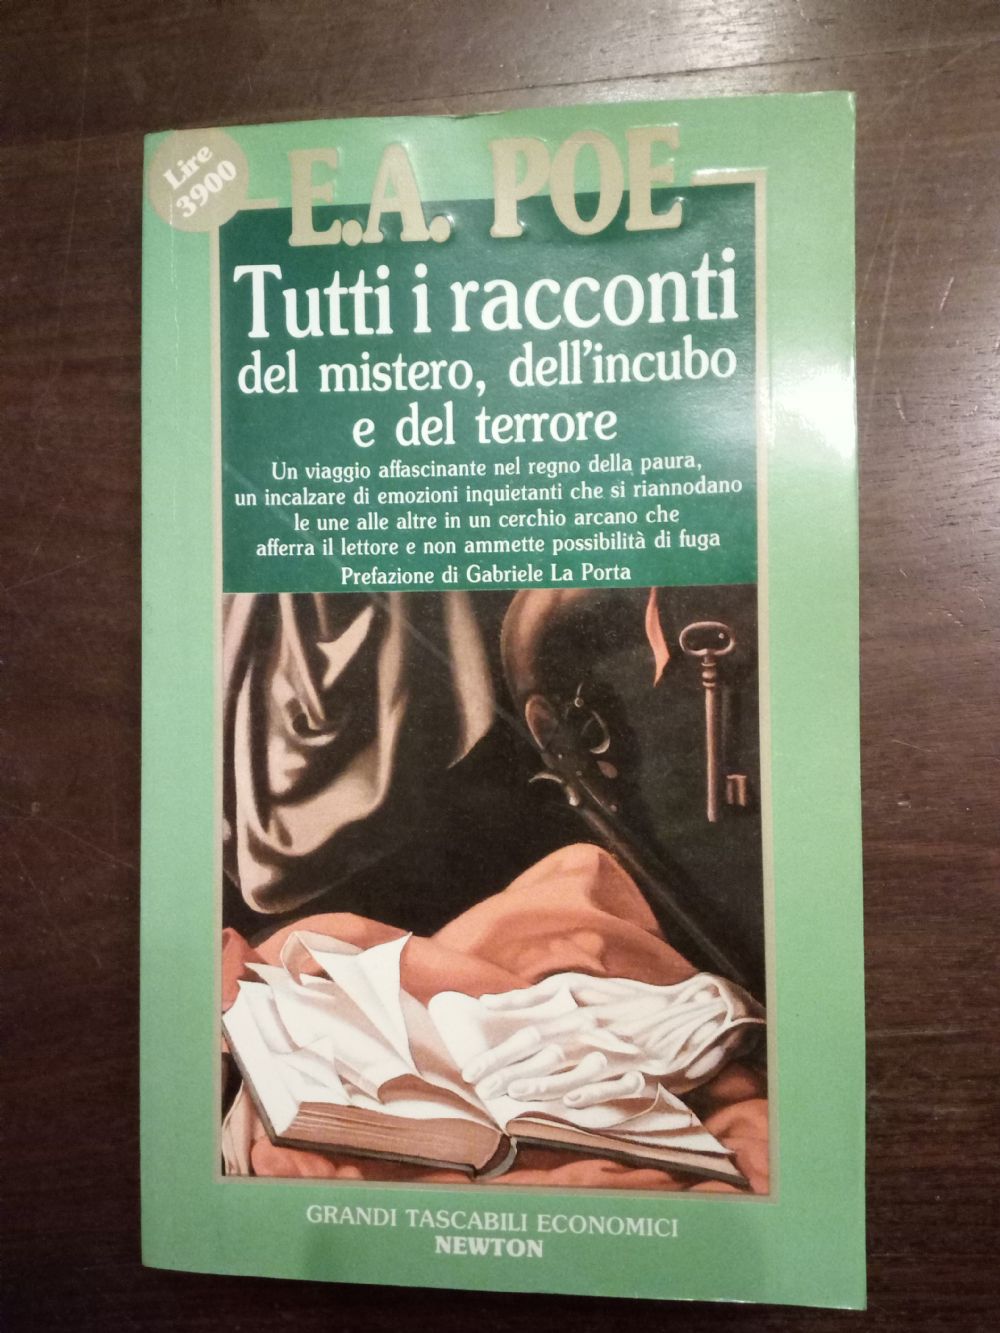 Lire
3900
E.A. POE
Tutti i racconti
del mistero, dell'incubo
e del terrore
Un viaggio affascinante nel regno della paura,
un incalzare di emozioni inquietanti che si riannodano
le une alle altre in un cerchio arcano che
afferra il lettore e non ammette possibilità di fuga
Prefazione di Gabriele La Porta
GRANDI TASCABILI ECONOMICI
NEWTON